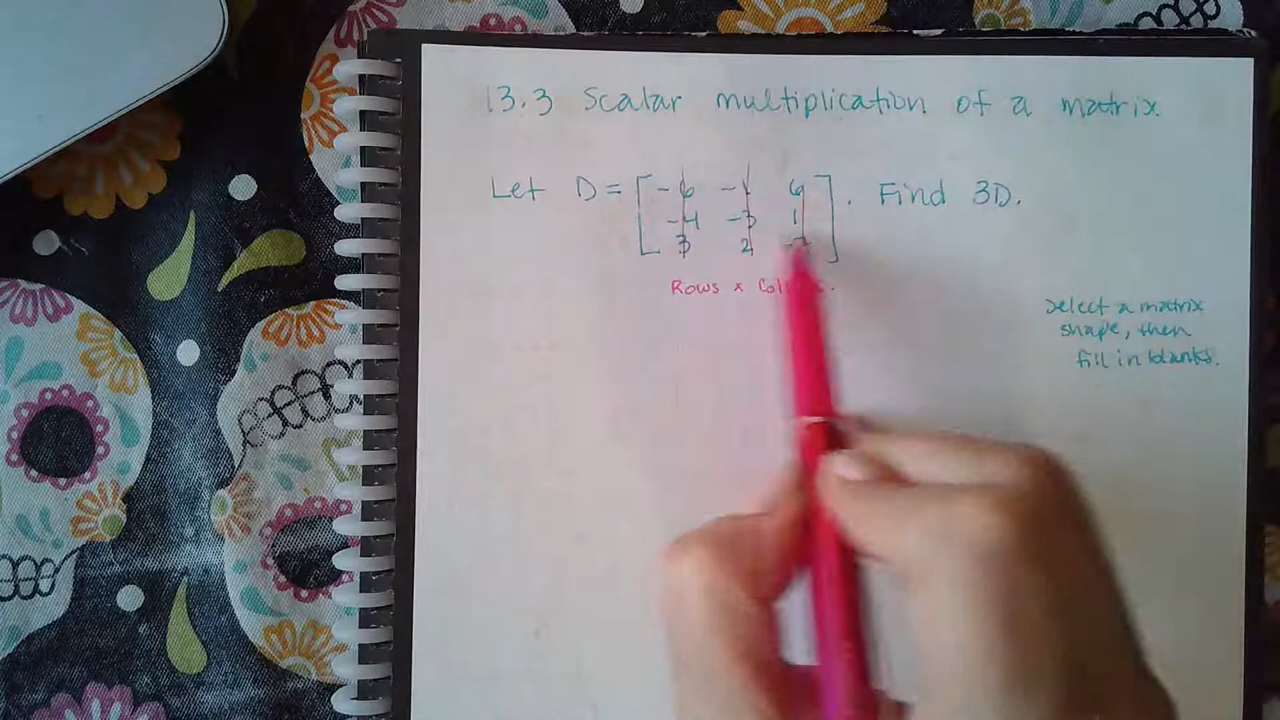 13.3 Scalar multiplication of a matrix
Let D = [ -6 -1 6 ] . Find 3D.
-4 -3 1
3 2
Rows x
Select a matrix
shape, then
fill in blanks.